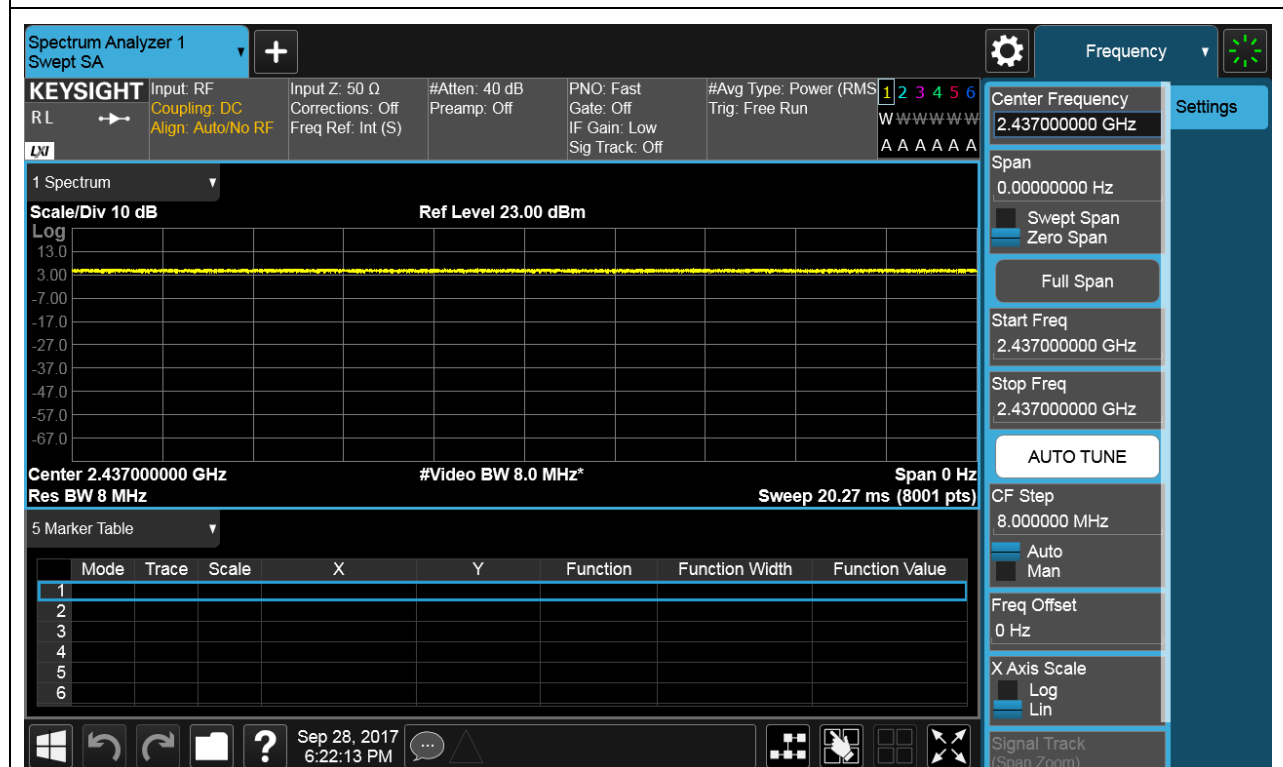 Spectrum Analyzer 1
Swept SA
Frequency
KEYSIGHT
RL
LXI
Input: RF
Coupling: DC
Align: Auto/No RF
Input Z: 50 Ω
Corrections: Off
Freq Ref: Int (S)
#Atten: 40 dB
Preamp: Off
PNO: Fast
Gate: Off
IF Gain: Low
Sig Track: Off
#Avg Type: Power (RMS
Trig: Free Run
1 2 3 4 5 6
W W W W W W
A A A A A A
1 Spectrum
Scale/Div 10 dB
Ref Level 23.00 dBm
Log
13.0
3.00
-7.00
-17.0
-27.0
-37.0
-47.0
-57.0
-67.0
Center 2.437000000 GHz
#Video BW 8.0 MHz*
Span 0 Hz
Res BW 8 MHz
Sweep 20.27 ms (8001 pts)
5 Marker Table
Mode Trace Scale X Y Function Function Width Function Value
1
2
3
4
5
6
?
Sep 28, 2017
6:22:13 PM
Center Frequency
2.437000000 GHz
Settings
Span
0.00000000 Hz
Swept Span
Zero Span
Full Span
Start Freq
2.437000000 GHz
Stop Freq
2.437000000 GHz
AUTO TUNE
CF Step
8.000000 MHz
Auto
Man
Freq Offset
0 Hz
X Axis Scale
Log
Lin
Signal Track
(Span Zoom)